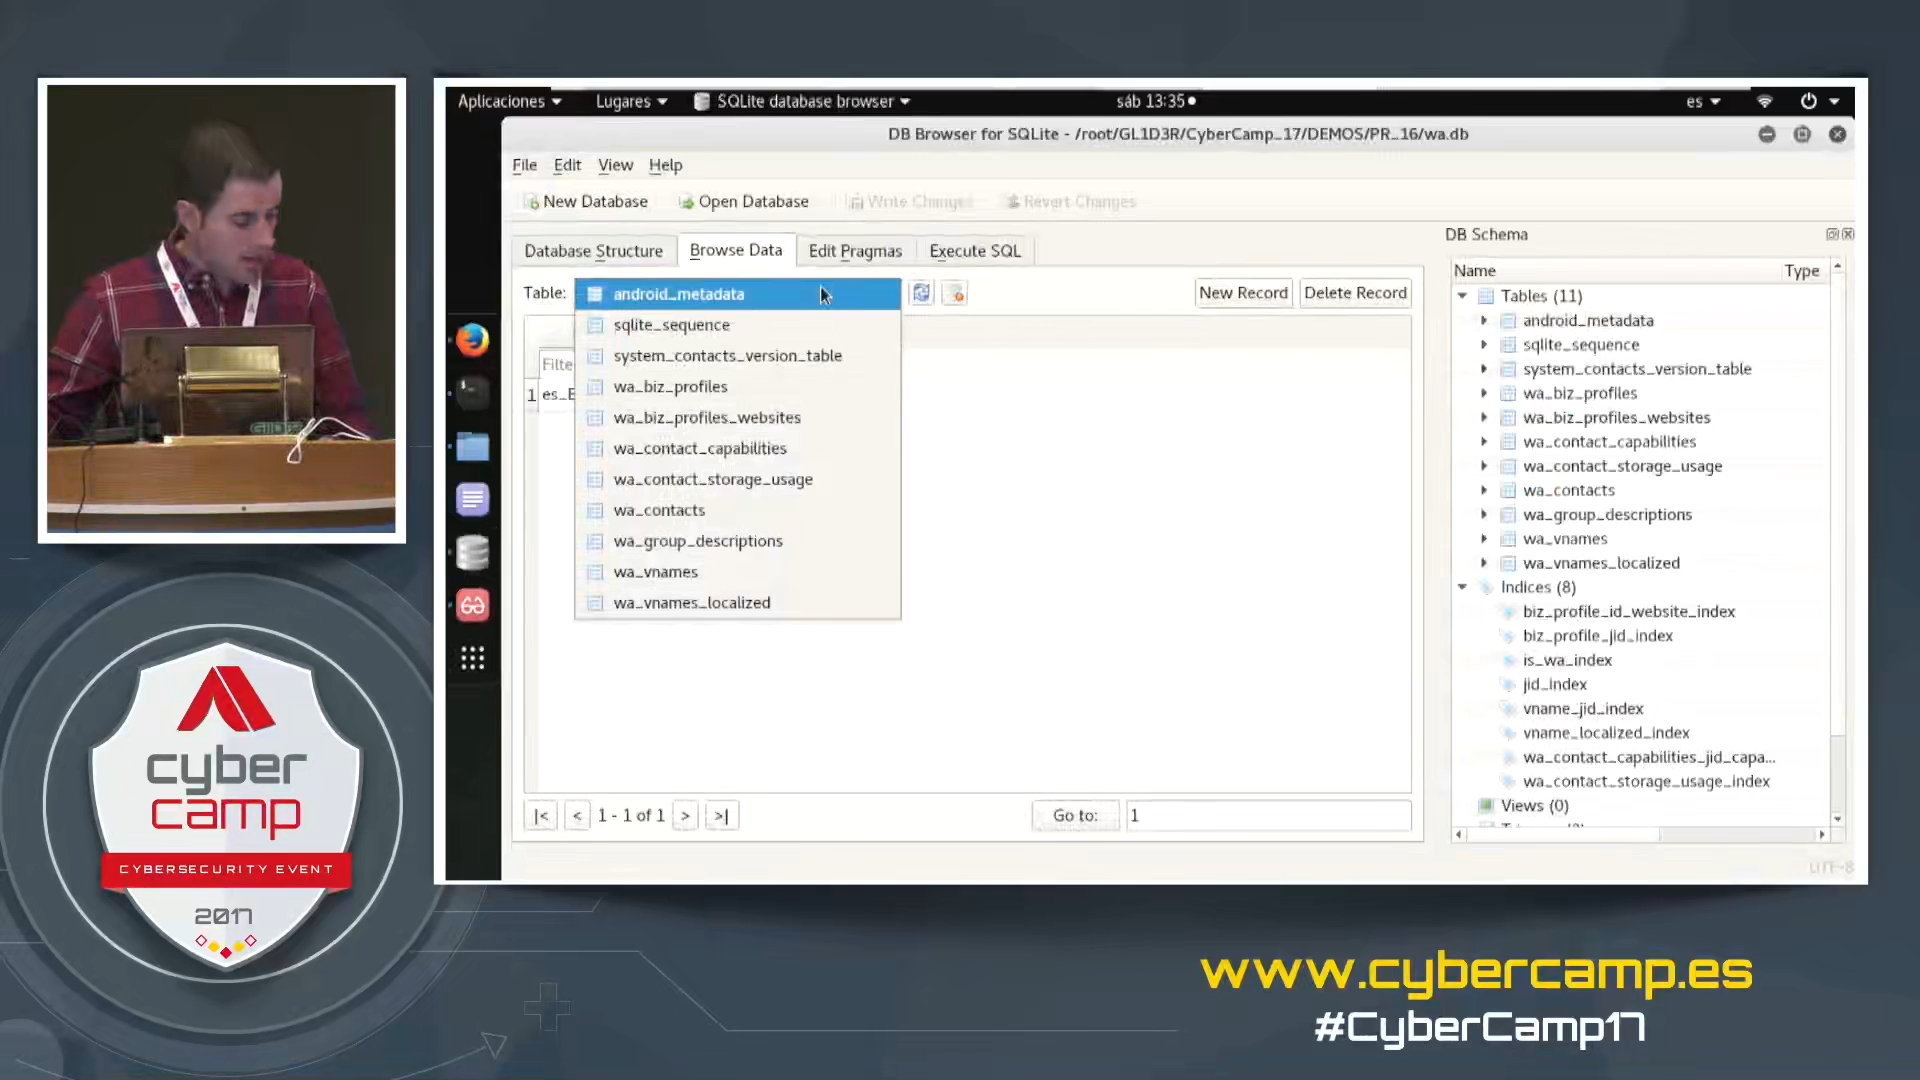 Aplicaciones
Lugares
SQLite database browser
sáb 13:35
es
DB Browser for SQLite - /root/GL1D3R/CyberCamp_17/DEMOS/PR_16/wa.db
File Edit View Help
New Database
Open Database
Write Changes
Revert Changes
Database Structure
Browse Data
Edit Pragmas
Execute SQL
Table:
android_metadata
New Record
Delete Record
sqlite_sequence
system_contacts_version_table
wa_biz_profiles
wa_biz_profiles_websites
wa_contact_capabilities
wa_contact_storage_usage
wa_contacts
wa_group_descriptions
wa_vnames
wa_vnames_localized
1
1 - 1 of 1
Go to:
1
DB Schema
Name
Type
Tables (11)
android_metadata
sqlite_sequence
system_contacts_version_table
wa_biz_profiles
wa_biz_profiles_websites
wa_contact_capabilities
wa_contact_storage_usage
wa_contacts
wa_group_descriptions
wa_vnames
wa_vnames_localized
Indices (8)
biz_profile_id_website_index
biz_profile_jid_index
is_wa_index
jid_index
vname_jid_index
vname_localized_index
wa_contact_capabilities_jid_capa...
wa_contact_storage_usage_index
Views (0)
UTF-8
cyber
camp
CYBERSECURITY EVENT
2017
www.cybercamp.es
#CyberCamp17